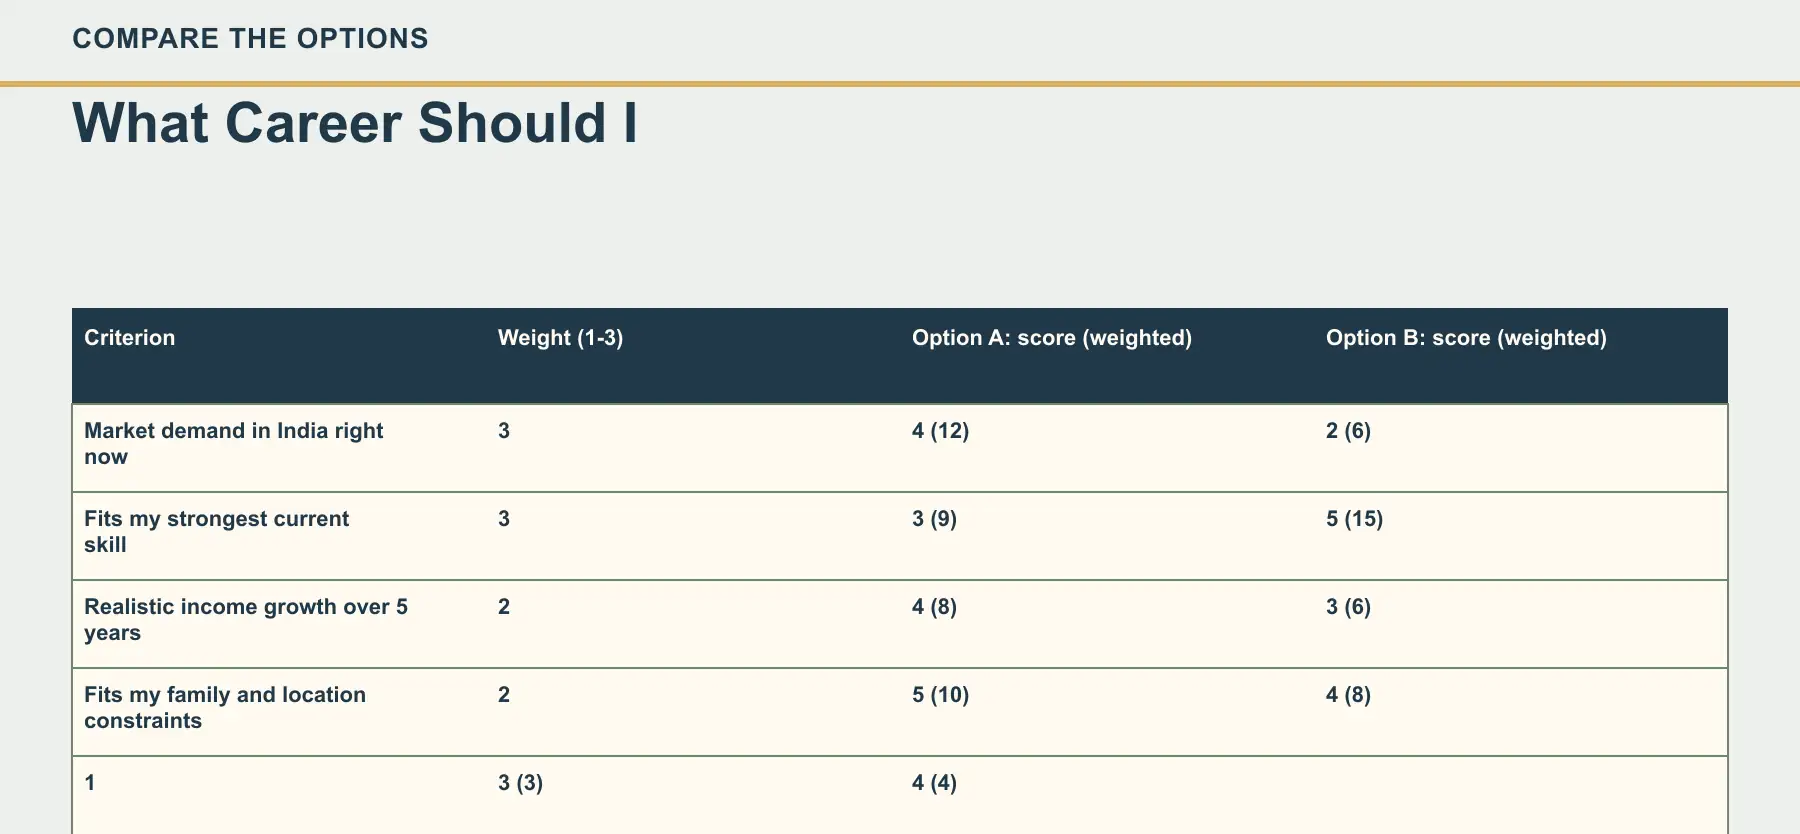 COMPARE THE OPTIONS
What Career Should I
Criterion Weight (1-3) Option A: score (weighted) Option B: score (weighted)
Market demand in India right 3 4 (12) 2 (6)
now
Fits my strongest current 3 3 (9) 5 (15)
skill
Realistic income growth over 5 2 4 (8) 3 (6)
years
Fits my family and location 2 5 (10) 4 (8)
constraints
1 3 (3) 4 (4)